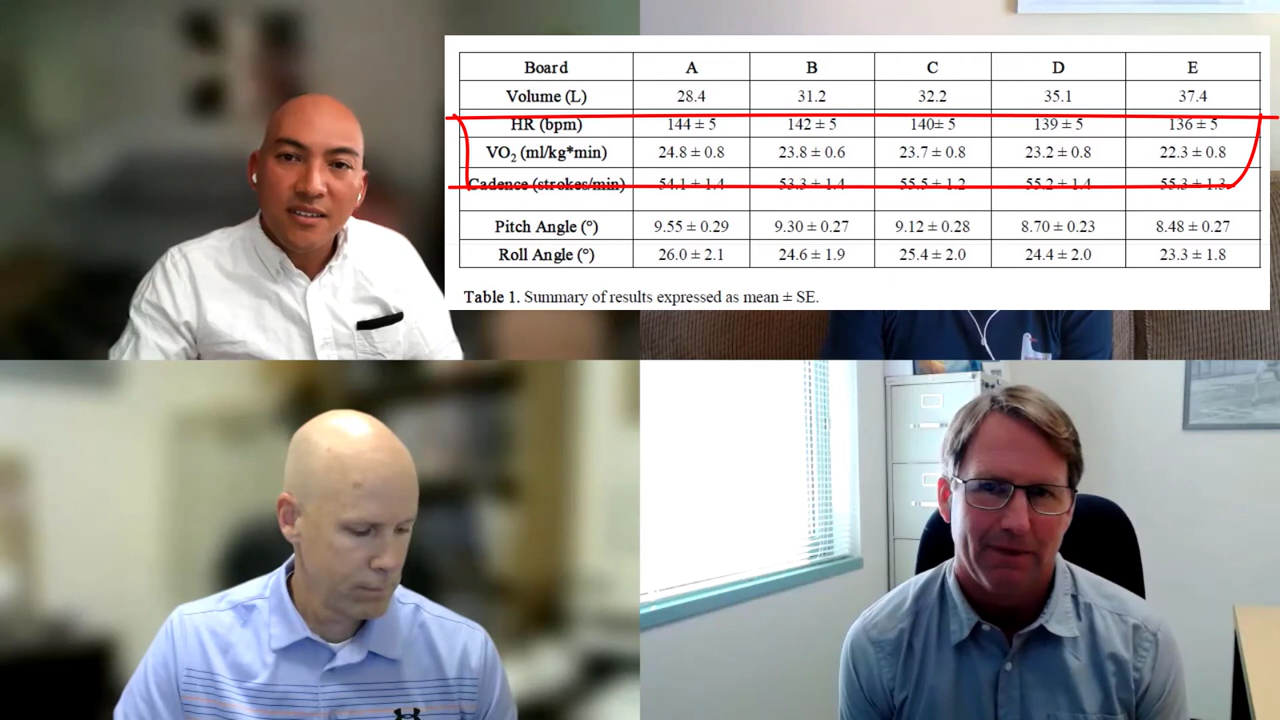 Board A B C D E
Volume (L) 28.4 31.2 32.2 35.1 37.4
HR (bpm) 144 ± 5 142 ± 5 140± 5 139 ± 5 136 ± 5
VO₂ (ml/kg*min) 24.8 ± 0.8 23.8 ± 0.6 23.7 ± 0.8 23.2 ± 0.8 22.3 ± 0.8
Cadence (strokes/min) 54.1 ± 1.4 53.3 ± 1.4 55.5 ± 1.2 55.2 ± 1.4 55.3 ± 1.3
Pitch Angle (°) 9.55 ± 0.29 9.30 ± 0.27 9.12 ± 0.28 8.70 ± 0.23 8.48 ± 0.27
Roll Angle (°) 26.0 ± 2.1 24.6 ± 1.9 25.4 ± 2.0 24.4 ± 2.0 23.3 ± 1.8
Table 1. Summary of results expressed as mean ± SE.